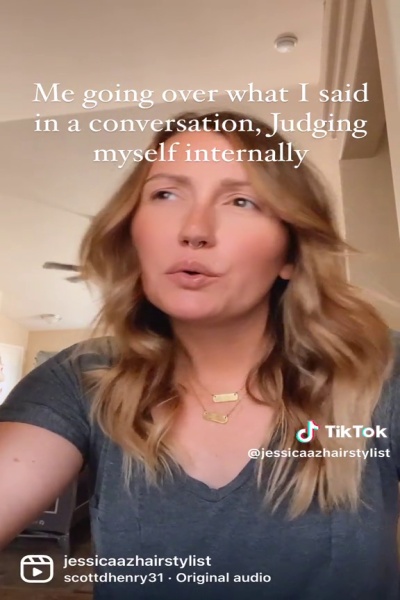 Me going over what I said
in a conversation, Judging
myself internally
TikTok
@jessicaazhairstylist
jessicaazhairstylist
scottdhenry31 · Original audio